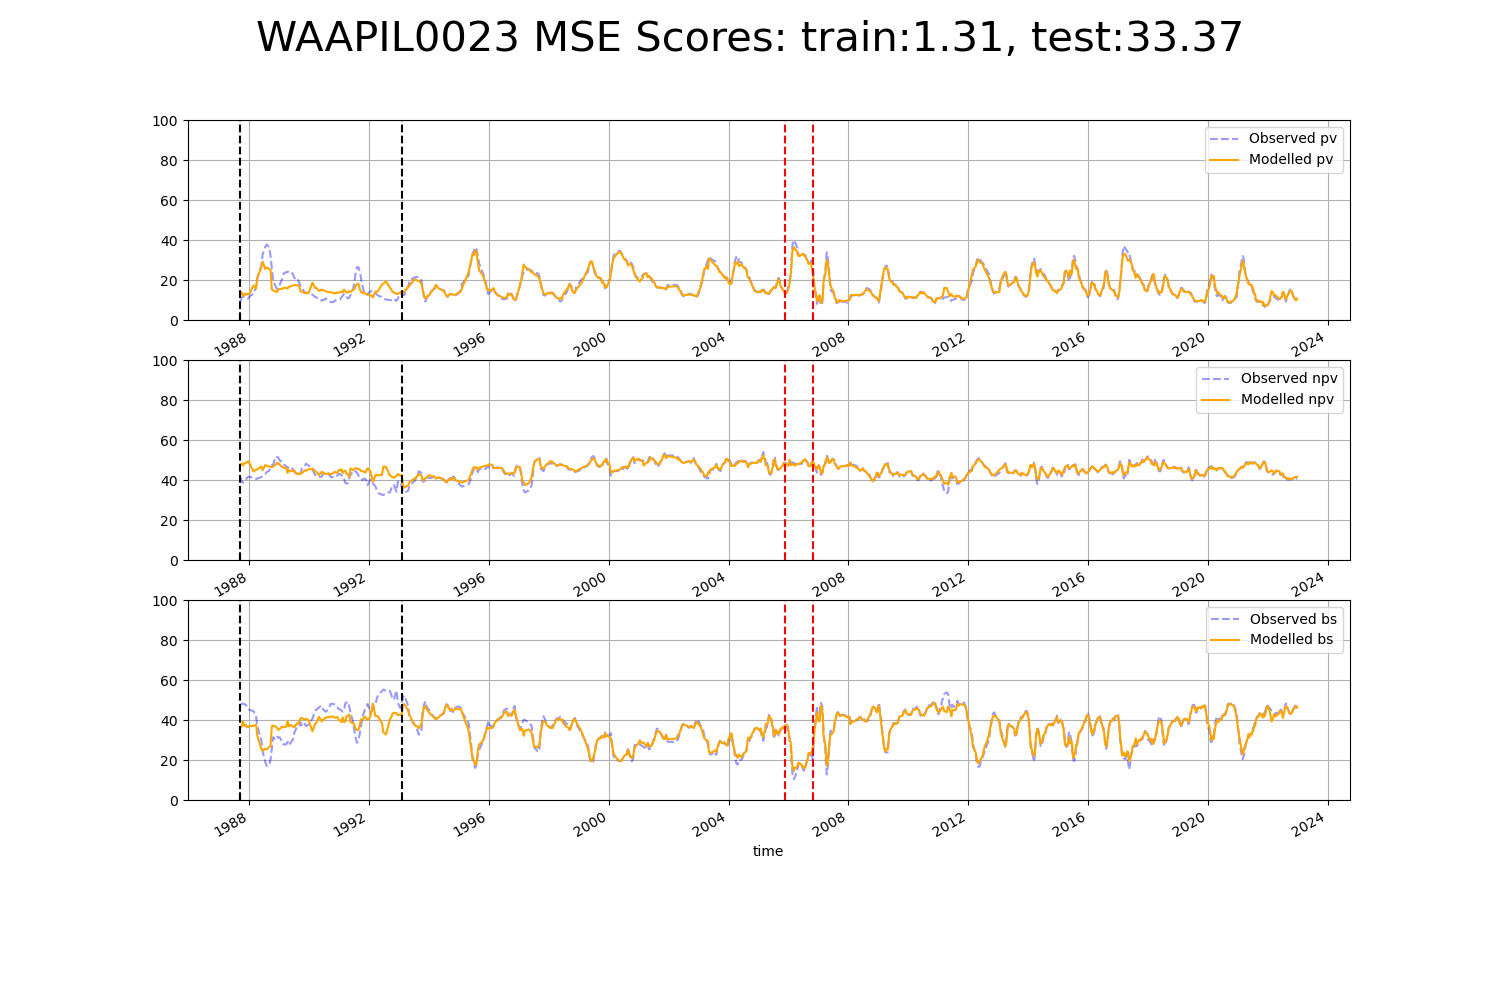 WAAPIL0023 MSE Scores: train:1.31, test:33.37
100
80
60
40
20
0
Observed pv
Modelled pv
1988 1992 1996 2000 2004 2008 2012 2016 2020 2024
100
80
60
40
20
0
Observed npv
Modelled npv
1988 1992 1996 2000 2004 2008 2012 2016 2020 2024
100
80
60
40
20
0
Observed bs
Modelled bs
1988 1992 1996 2000 2004 2008 2012 2016 2020 2024
time